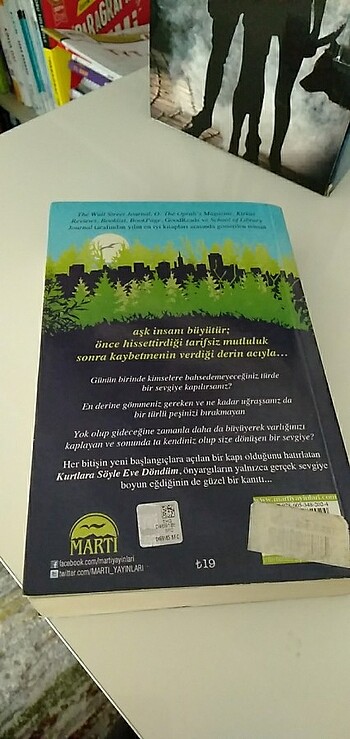 PARAGRAF
The Wall Street Journal, O: The Oprah's Magazine, Kirkus
Reviews, Booklist, BookPage, GoodReads ve School of Library
Journal tarafından yılın en iyi kitapları arasında gösterilen roman
aşk insanı büyütür;
önce hissettirdiği tarifsiz mutluluk
sonra kaybetmenin verdiği derin acıyla...
Günün birinde kimselere bahsedemeyeceğiniz türde
bir sevgiye kapılırsanız?
En derine gömmeniz gereken ve ne kadar uğraşsanız da
bir türlü peşinizi bırakmayan
Yok olup gideceğine zamanla daha da büyüyerek varlığınızı
kaplayan ve sonunda ta kendiniz olup size dönüşen bir sevgiye?
Her bitişin yeni başlangıçlara açılan bir kapı olduğunu hatırlatan
Kurtlara Söyle Eve Döndüm, önyargıların yalnızca gerçek sevgiye
boyun eğdiğinin de güzel bir kanıtı...
www.martiyayinlari.com
MARTI
facebook.com/martiyayinlari
twitter.com/MARTI_YAYINLARI
₺19